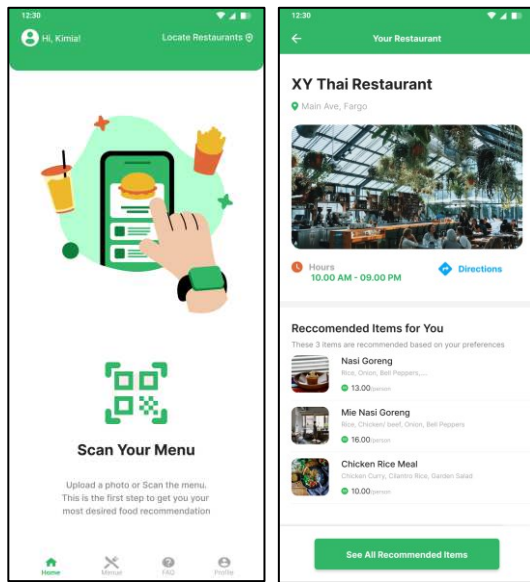 12:30
Hi, Kimia!
Locate Restaurants
Scan Your Menu
Upload a photo or Scan the menu.
This is the first step to get you your
most desired food recommendation
Home
Menus
FAQ
Profile
12:30
Your Restaurant
XY Thai Restaurant
Main Ave, Fargo
Hours
10.00 AM - 09.00 PM
Directions
Reccomended Items for You
These 3 items are recommended based on your preferences
Nasi Goreng
Rice, Onion, Bell Peppers,....
13.00/person
Mie Nasi Goreng
Rice, Chicken/ beef, Onion, Bell Peppers
16.00/person
Chicken Rice Meal
Chicken Curry, Cilantro Rice, Garden Salad
10.00/person
See All Recommended Items